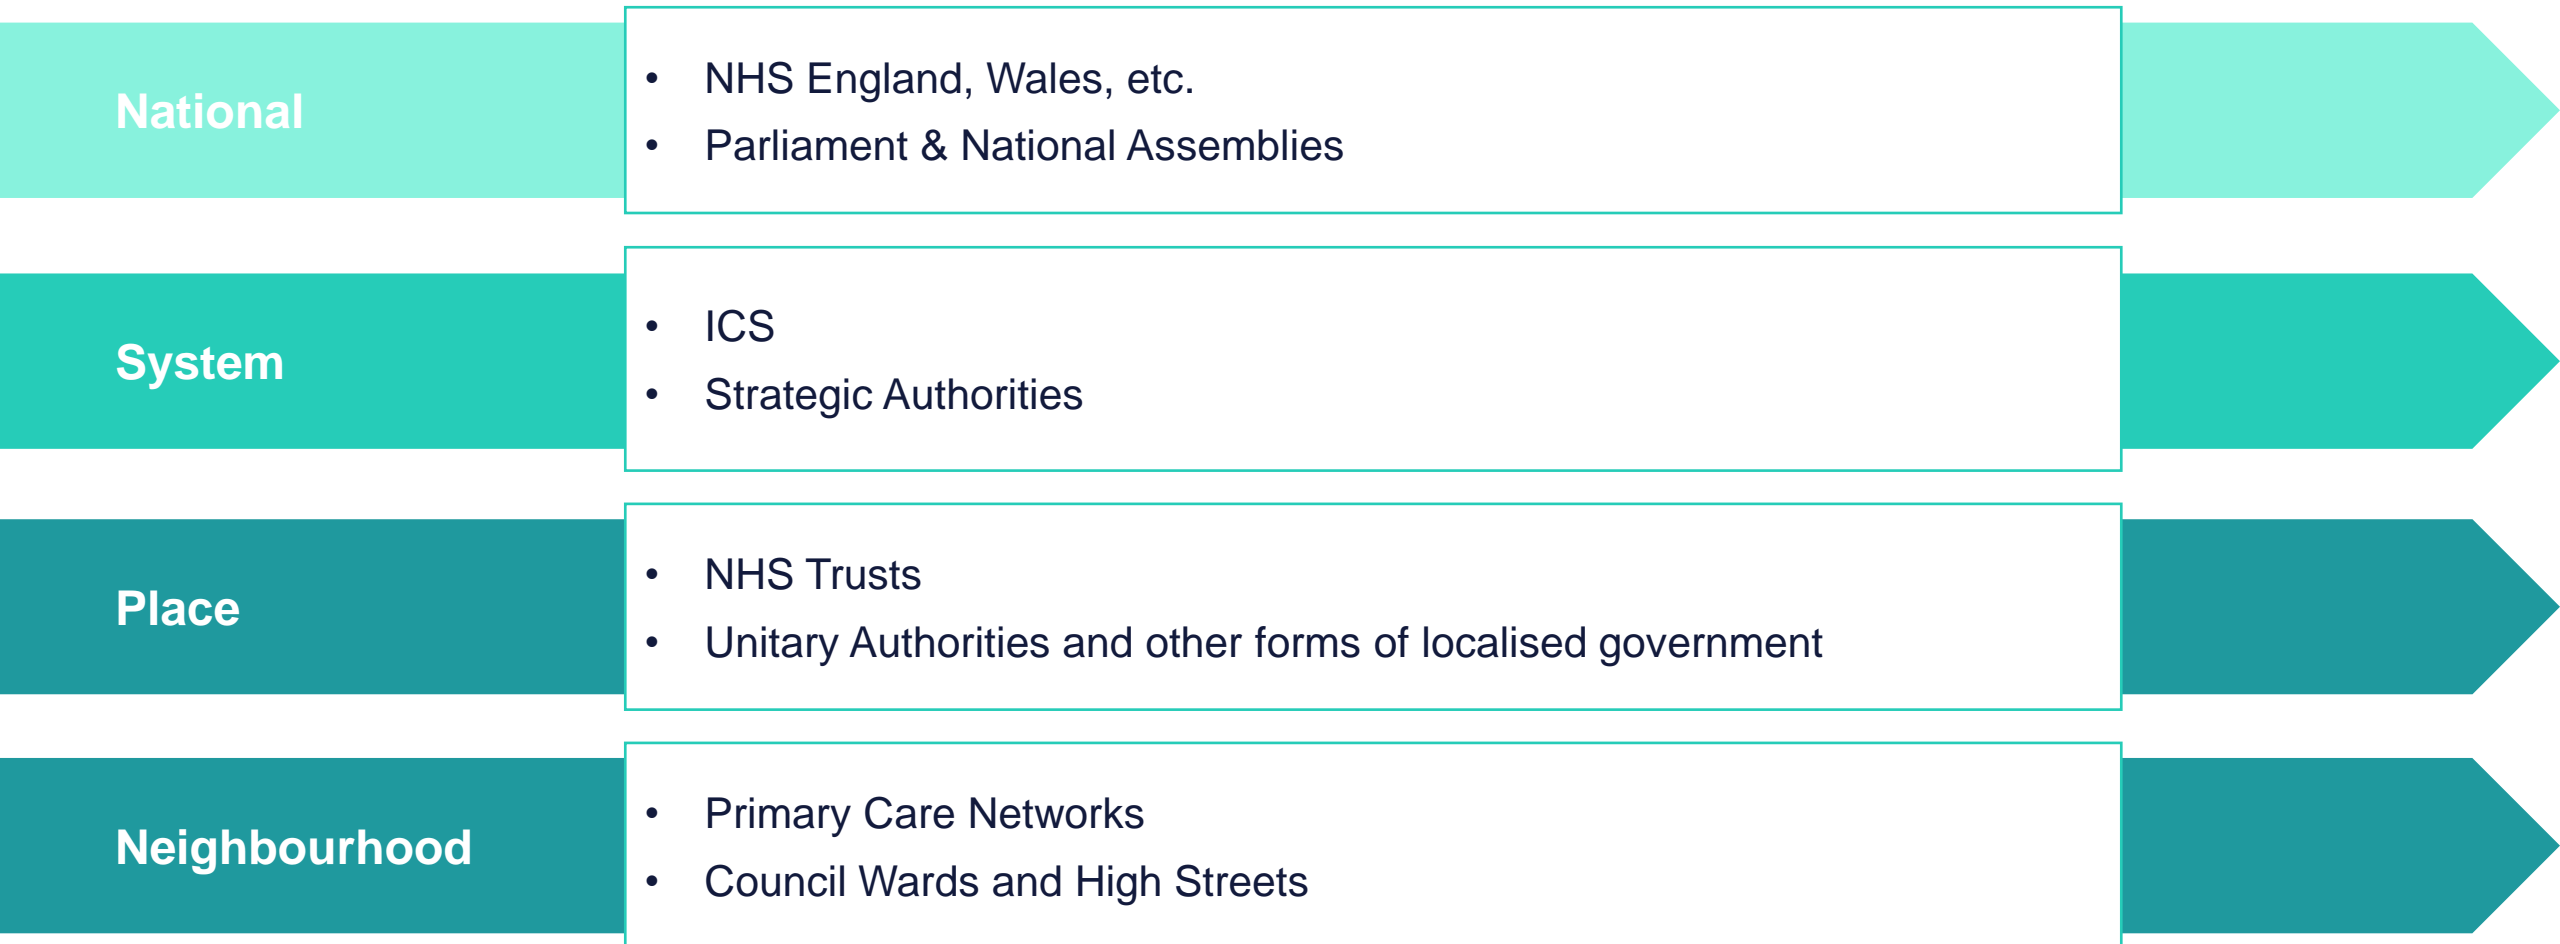 National
• NHS England, Wales, etc.
• Parliament & National Assemblies
System
• ICS
• Strategic Authorities
Place
• NHS Trusts
• Unitary Authorities and other forms of localised government
Neighbourhood
• Primary Care Networks
• Council Wards and High Streets